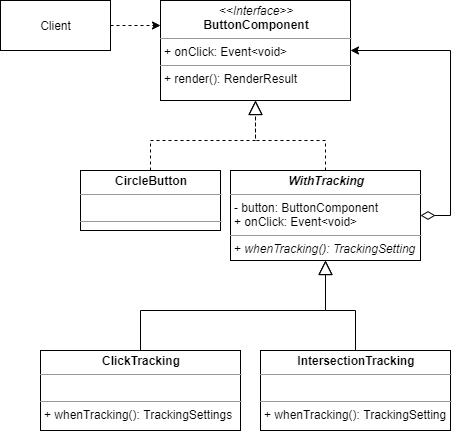 Client
<<Interface>>
ButtonComponent
+ onClick: Event<void>
+ render(): RenderResult
CircleButton
WithTracking
- button: ButtonComponent
+ onClick: Event<void>
+ whenTracking(): TrackingSetting
ClickTracking
+ whenTracking(): TrackingSettings
IntersectionTracking
+ whenTracking(): TrackingSetting